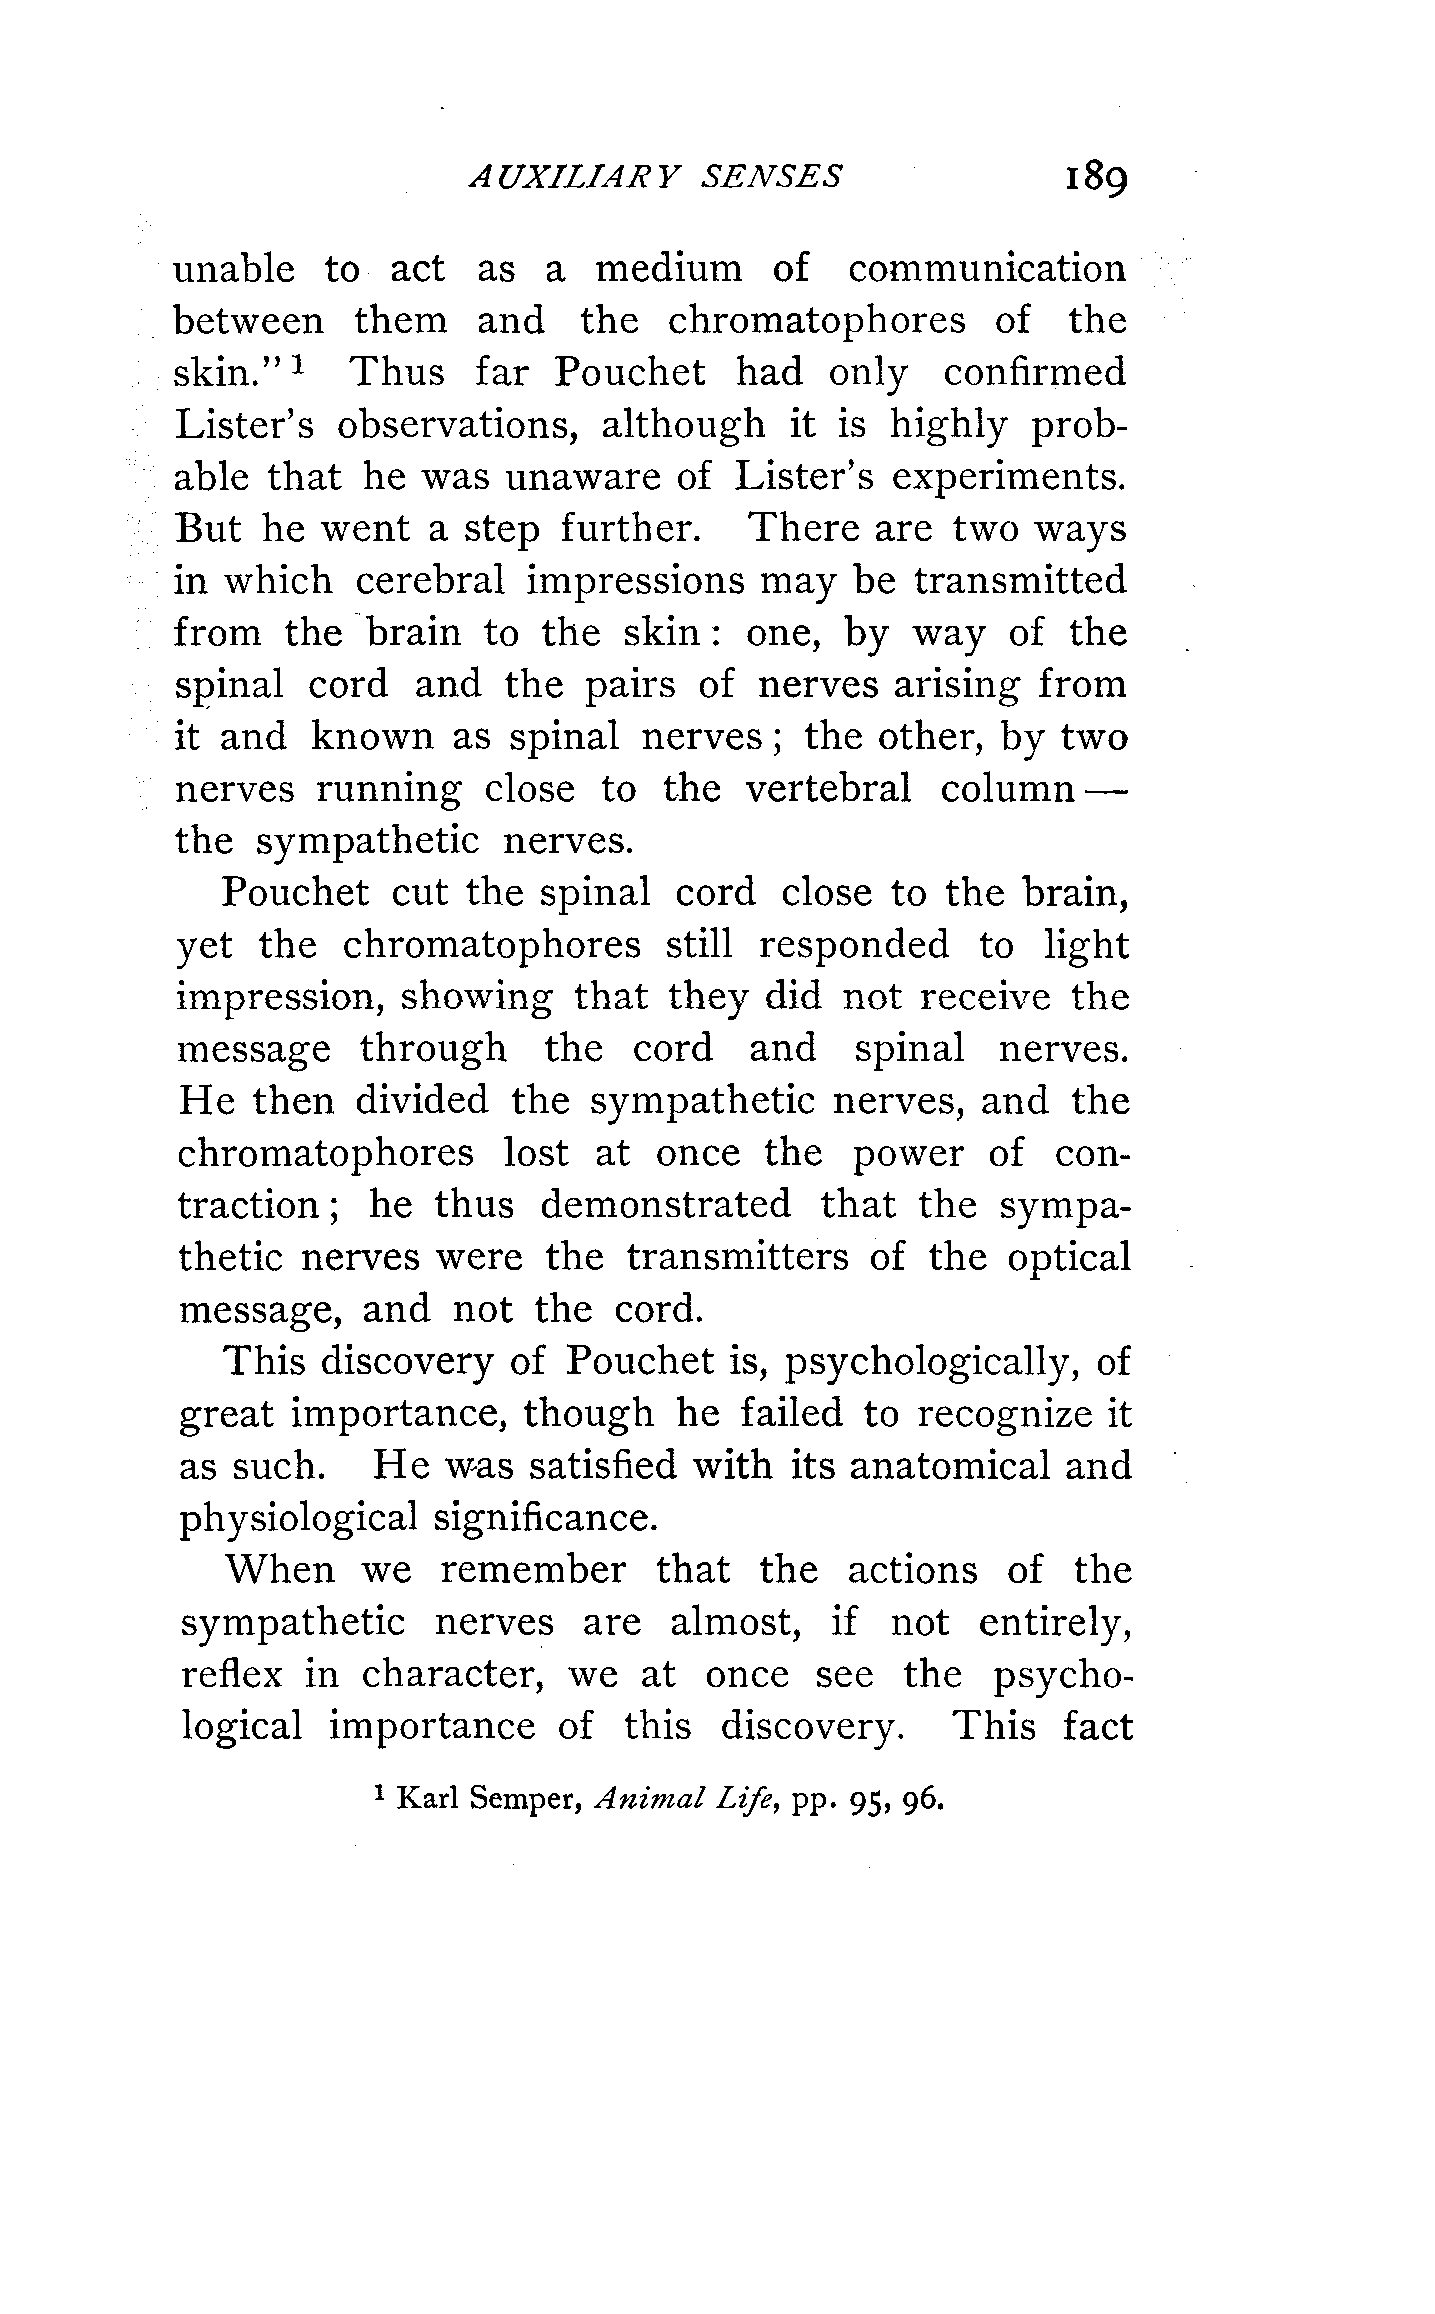 AUXILIARY SENSES 189
unable to act as a medium of communication
between them and the chromatophores of the
skin." 1 Thus far Pouchet had only confirmed
Lister's observations, although it is highly prob-
able that he was unaware of Lister's experiments.
But he went a step further. There are two ways
in which cerebral impressions may be transmitted
from the brain to the skin : one, by way of the
spinal cord and the pairs of nerves arising from
it and known as spinal nerves ; the other, by two
nerves running close to the vertebral column —
the sympathetic nerves.
Pouchet cut the spinal cord close to the brain,
yet the chromatophores still responded to light
impression, showing that they did not receive the
message through the cord and spinal nerves.
He then divided the sympathetic nerves, and the
chromatophores lost at once the power of con-
traction ; he thus demonstrated that the sympa-
thetic nerves were the transmitters of the optical
message, and not the cord.
This discovery of Pouchet is, psychologically, of
great importance, though he failed to recognize it
as such. He was satisfied with its anatomical and
physiological significance.
When we remember that the actions of the
sympathetic nerves are almost, if not entirely,
reflex in character, we at once see the psycho-
logical importance of this discovery. This fact
1 Karl Semper, Animal Life, pp. 95, 96.